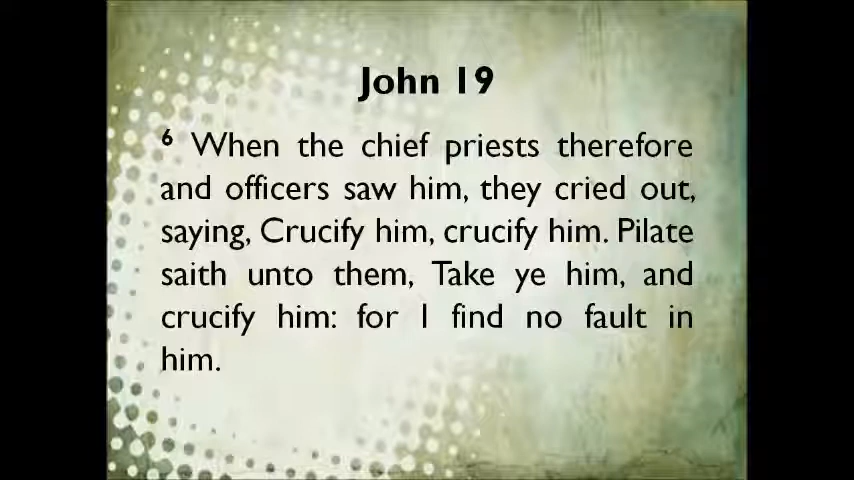 John 19
6 When the chief priests therefore
and officers saw him, they cried out,
saying, Crucify him, crucify him. Pilate
saith unto them, Take ye him, and
crucify him: for I find no fault in
him.